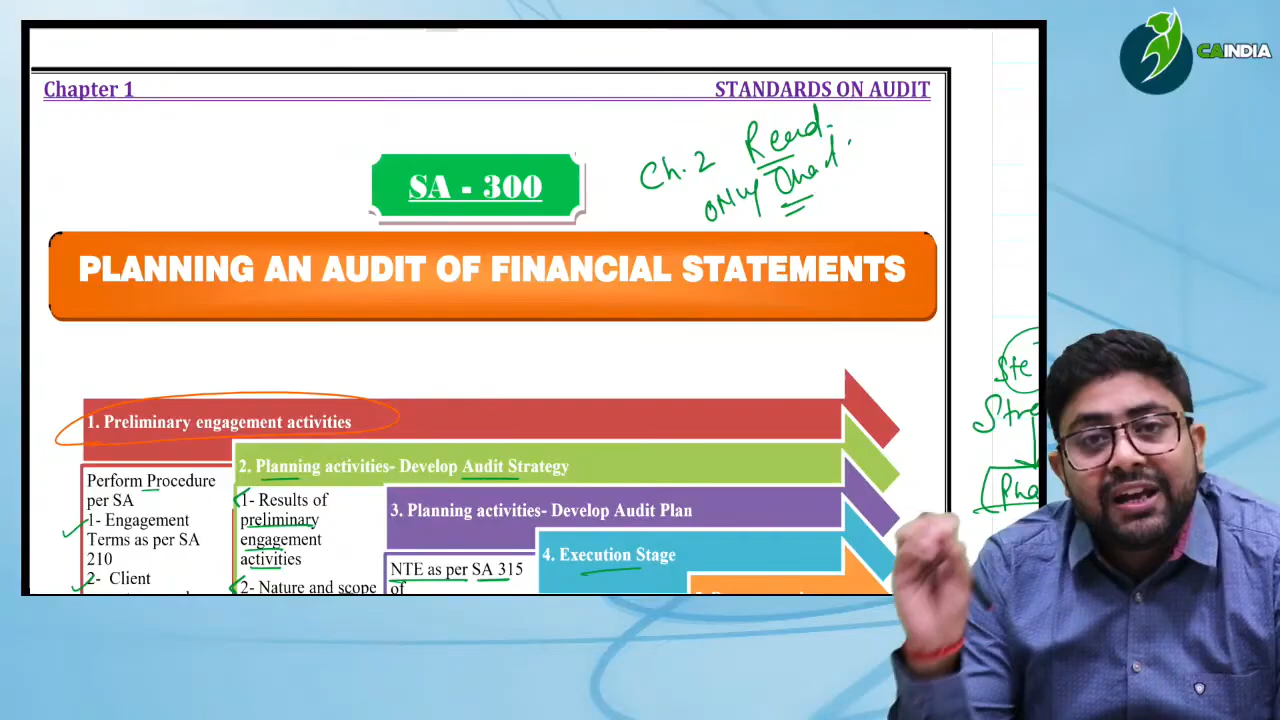 CAINDIA
Chapter 1
STANDARDS ON AUDIT
SA - 300
Ch. 2 Read
only Chart
PLANNING AN AUDIT OF FINANCIAL STATEMENTS
1. Preliminary engagement activities
2. Planning activities- Develop Audit Strategy
Perform Procedure
per SA
1- Engagement
Terms as per SA
210
2- Client
1- Results of
preliminary
engagement
activities
2- Nature and scope
3. Planning activities- Develop Audit Plan
NTE as per SA 315
of
4. Execution Stage